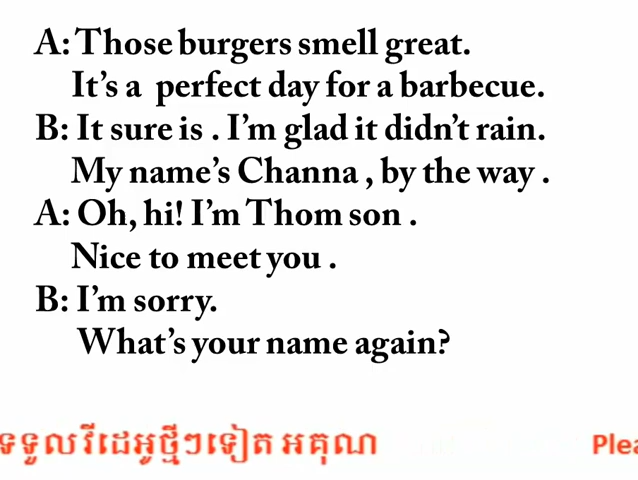 A: Those burgers smell great.
It's a perfect day for a barbecue.
B: It sure is . I'm glad it didn't rain.
My name's Channa , by the way .
A: Oh, hi! I'm Thom son .
Nice to meet you .
B: I'm sorry.
What's your name again?
ទទួលវីដេអូថ្មីៗទៀត អរគុណ